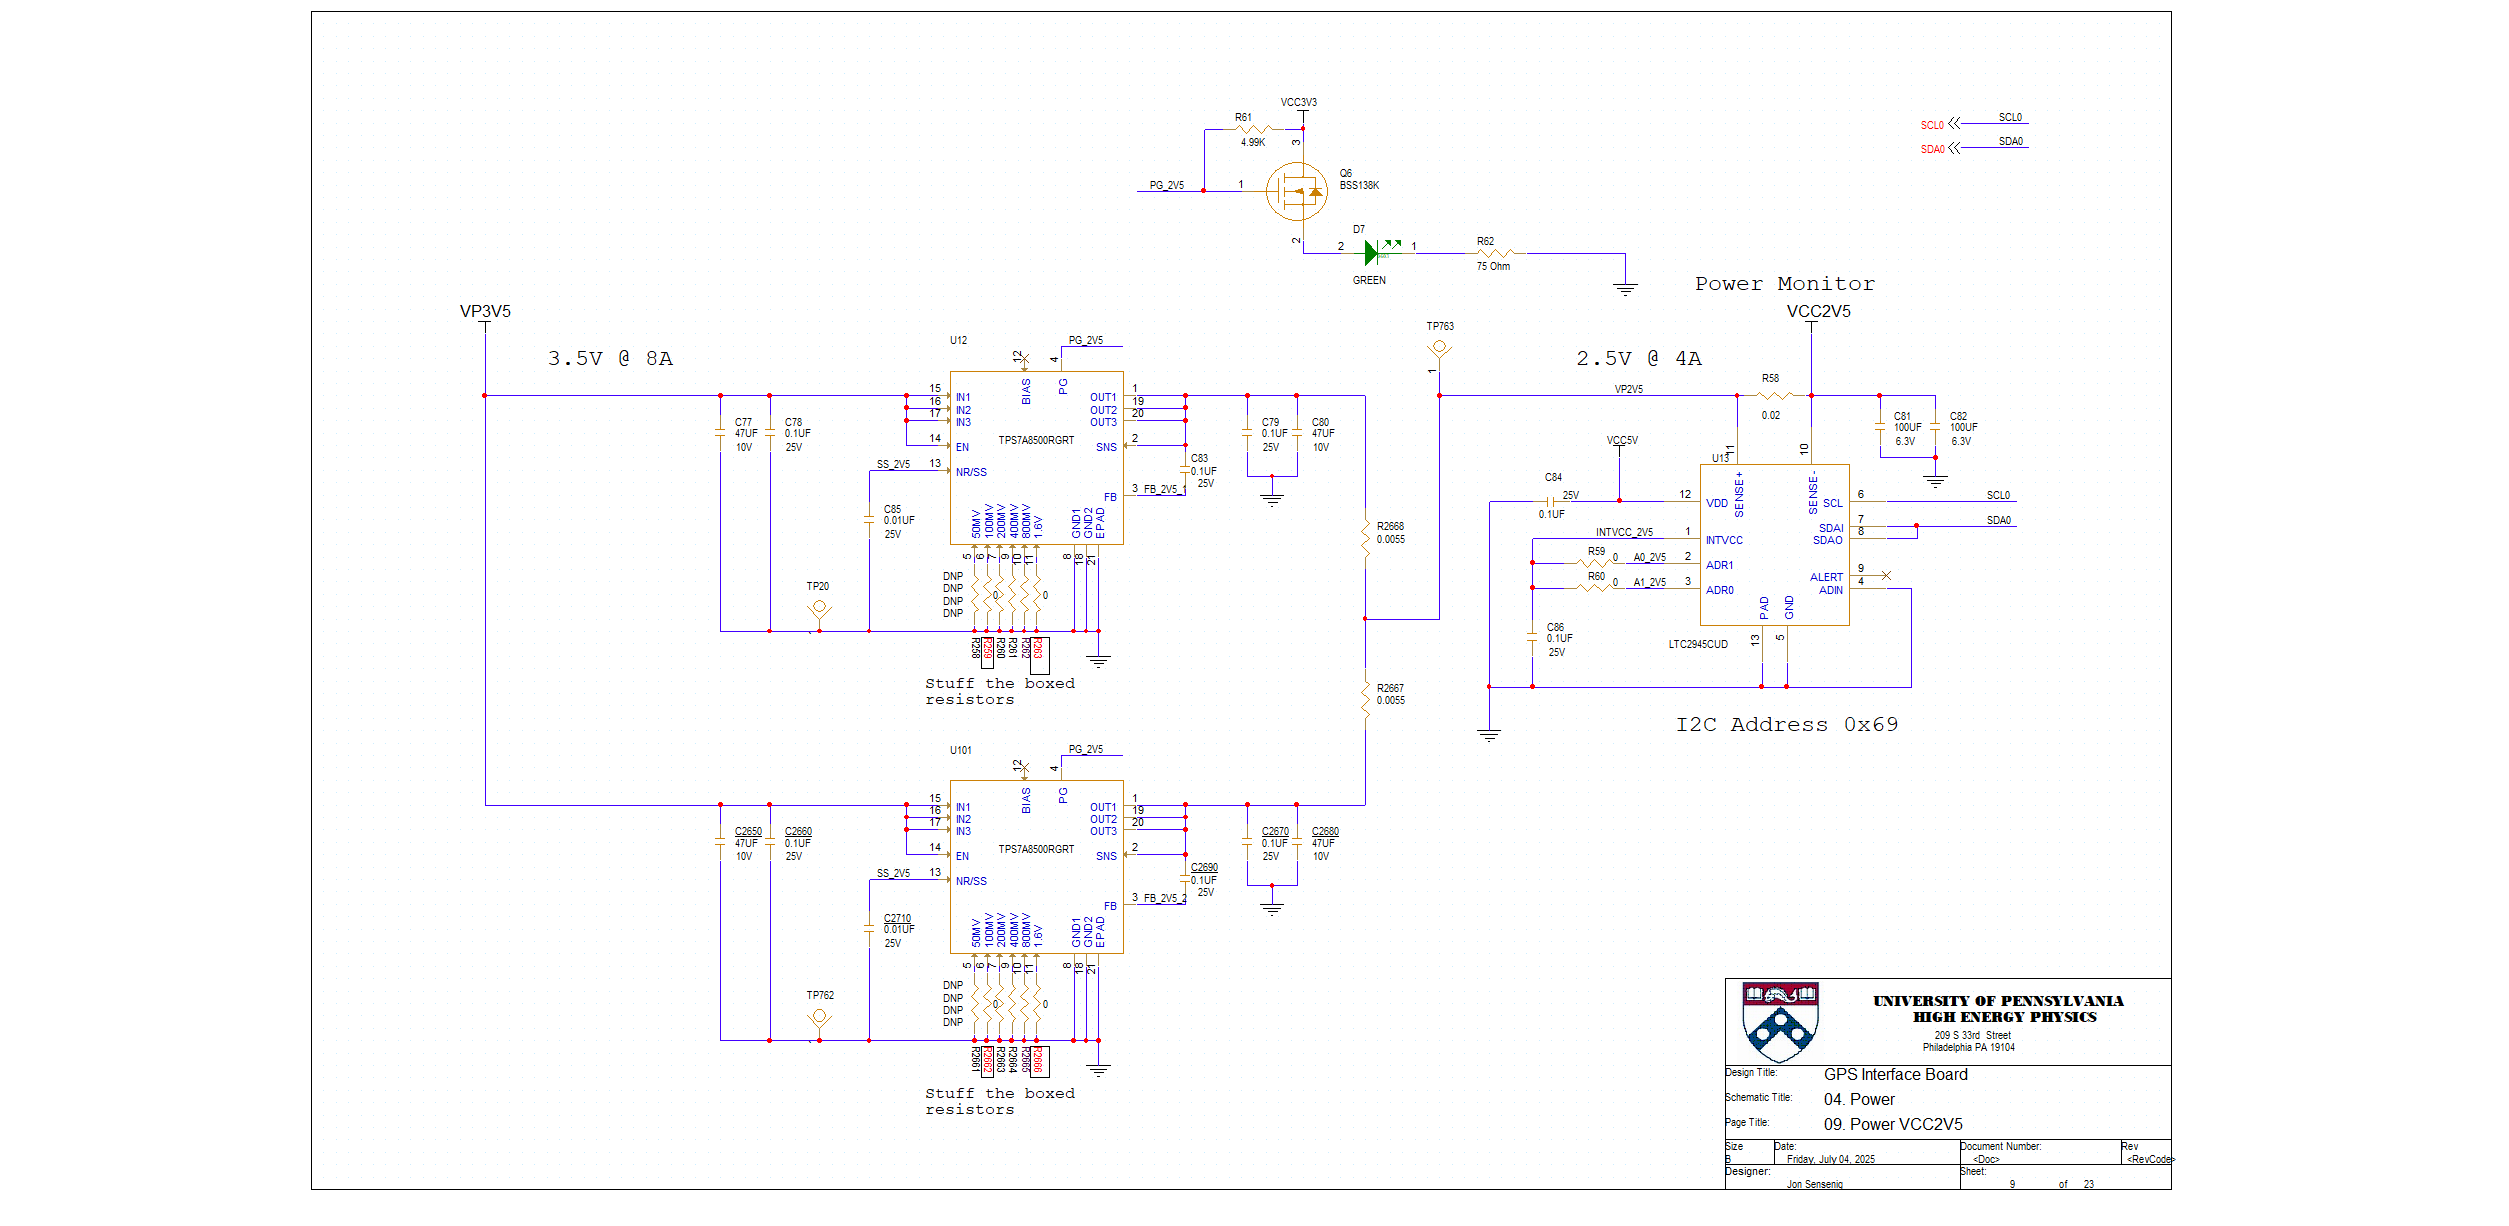 VCC3V3
R61
4.99K
3
SCL0
SCL0
SDA0
SDA0
PG_2V5
1
Q6
BSS138K
2
D7
2
1
GREEN
R62
75 Ohm
Power Monitor
VCC2V5
VP3V5
3.5V @ 8A
TP763
1
2.5V @ 4A
VP2V5
R58
0.02
U12
12
4
PG_2V5
BIAS
PG
15
16
17
14
13
IN1
IN2
IN3
EN
NR/SS
TPS7A8500RGRT
OUT1
OUT2
OUT3
SNS
FB
1
19
20
2
3
FB_2V5_1
SS_2V5
C77
47UF
10V
C78
0.1UF
25V
C79
0.1UF
25V
C80
47UF
10V
C83
0.1UF
25V
C85
0.01UF
25V
50MV
100MV
200MV
400MV
800MV
1.6V
GND1
GND2
EPAD
5
6
7
9
10
11
8
18
21
DNP
DNP
DNP
DNP
0
0
TP20
R258
R259
R260
R261
R262
R263
Stuff the boxed
resistors
R2668
0.0055
R2667
0.0055
C81
100UF
6.3V
C82
100UF
6.3V
VCC5V
C84
25V
0.1UF
U13
11
10
SENSE+
SENSE-
12
VDD
INTVCC_2V5
1
INTVCC
R59
0
A0_2V5
2
ADR1
R60
0
A1_2V5
3
ADR0
SCL
6
SCL0
SDAI
7
SDA0
SDAO
8
ALERT
9
ADIN
4
PAD
GND
13
5
C86
0.1UF
25V
LTC2945CUD
I2C Address 0x69
U101
12
4
PG_2V5
BIAS
PG
15
16
17
14
13
IN1
IN2
IN3
EN
NR/SS
TPS7A8500RGRT
OUT1
OUT2
OUT3
SNS
FB
1
19
20
2
3
FB_2V5_2
SS_2V5
C2650
47UF
10V
C2660
0.1UF
25V
C2670
0.1UF
25V
C2680
47UF
10V
C2690
0.1UF
25V
C2710
0.01UF
25V
50MV
100MV
200MV
400MV
800MV
1.6V
GND1
GND2
EPAD
5
6
7
9
10
11
8
18
21
DNP
DNP
DNP
DNP
0
0
TP762
R2661
R2662
R2663
R2664
R2665
R2666
Stuff the boxed
resistors
UNIVERSITY OF PENNSYLVANIA
HIGH ENERGY PHYSICS
209 S 33rd Street
Philadelphia PA 19104
Design Title:
GPS Interface Board
Schematic Title:
04. Power
Page Title:
09. Power VCC2V5
Size
B
Date:
Friday, July 04, 2025
Document Number:
<Doc>
Rev
<RevCode>
Designer:
Jon Sensenig
Sheet:
9 of 23